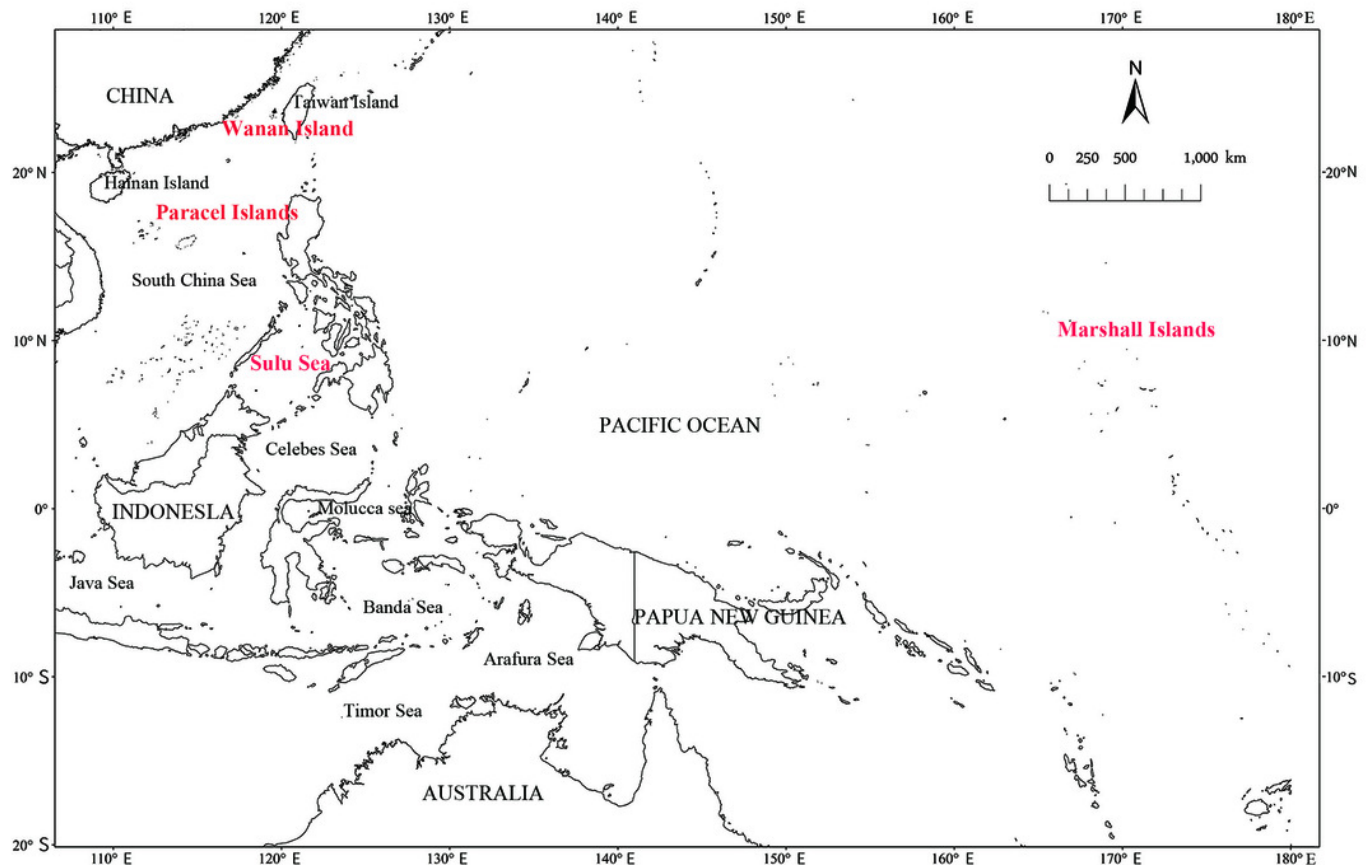 110° E 120° E 130° E 140° E 150° E 160° E 170° E 180° E
N
CHINA
Taiwan Island
Wanan Island
0 250 500 1,000 km
20° N 20° N
Hainan Island
Paracel Islands
South China Sea
10° N 10° N
Marshall Islands
Sulu Sea
PACIFIC OCEAN
Celebes Sea
0° 0°
INDONESLA
Molucca sea
Java Sea
Banda Sea
PAPUA NEW GUINEA
Arafura Sea
10° S 10° S
Timor Sea
AUSTRALIA
20° S 20° S
110° E 120° E 130° E 140° E 150° E 160° E 170° E 180° E